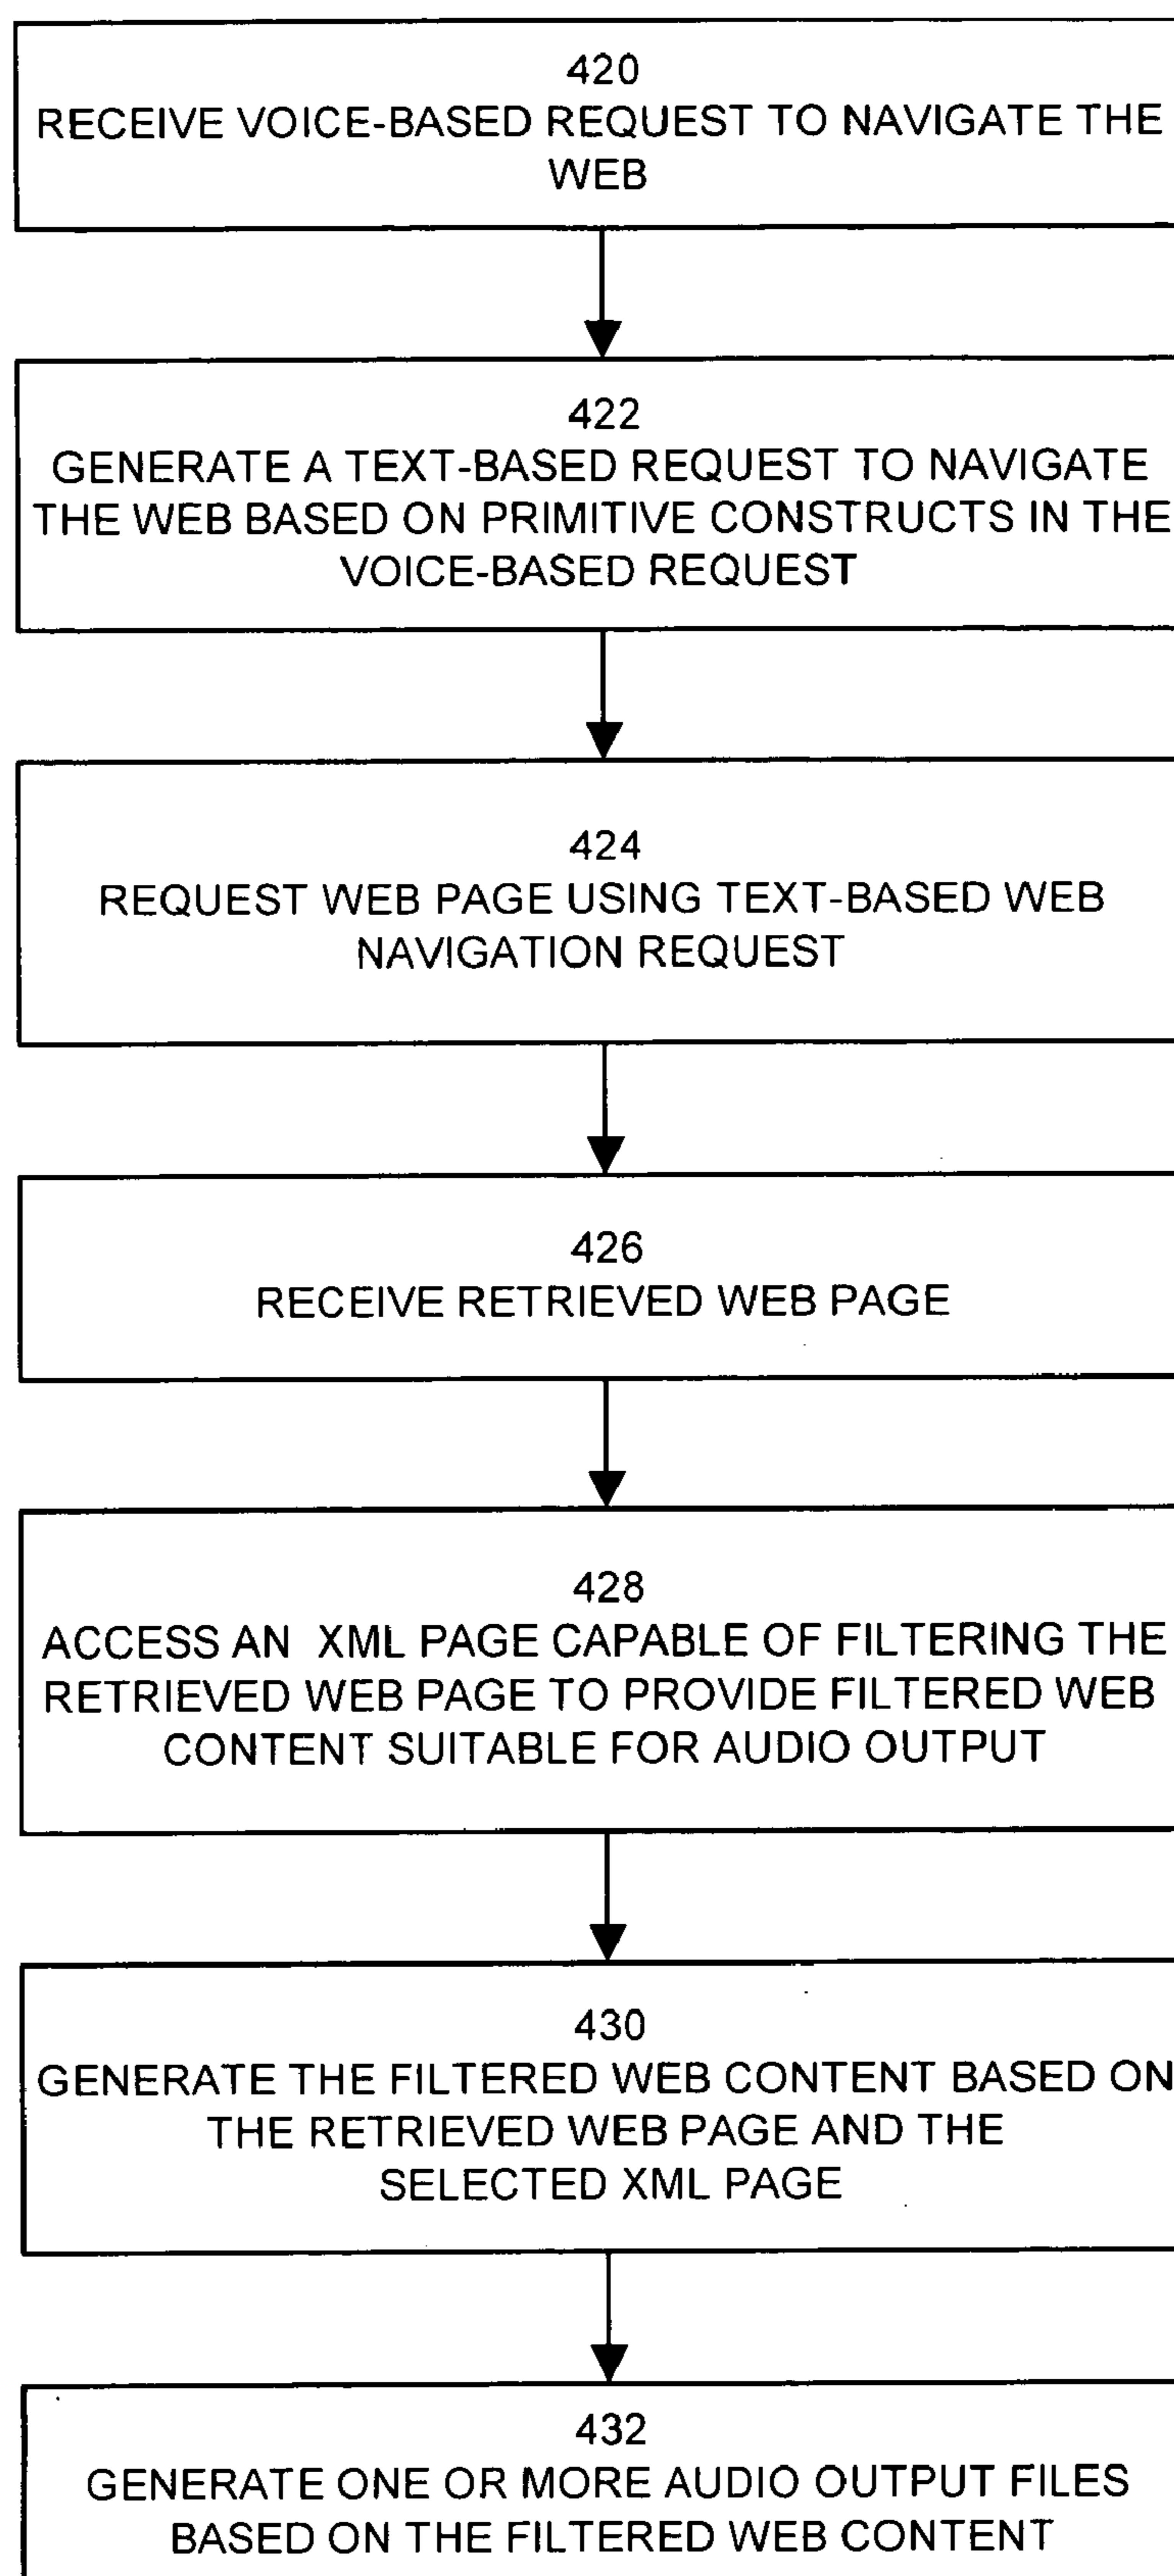 420
RECEIVE VOICE-BASED REQUEST TO NAVIGATE THE
WEB
422
GENERATE A TEXT-BASED REQUEST TO NAVIGATE
THE WEB BASED ON PRIMITIVE CONSTRUCTS IN THE
VOICE-BASED REQUEST
424
REQUEST WEB PAGE USING TEXT-BASED WEB
NAVIGATION REQUEST
426
RECEIVE RETRIEVED WEB PAGE
428
ACCESS AN XML PAGE CAPABLE OF FILTERING THE
RETRIEVED WEB PAGE TO PROVIDE FILTERED WEB
CONTENT SUITABLE FOR AUDIO OUTPUT
430
GENERATE THE FILTERED WEB CONTENT BASED ON
THE RETRIEVED WEB PAGE AND THE
SELECTED XML PAGE
432
GENERATE ONE OR MORE AUDIO OUTPUT FILES
BASED ON THE FILTERED WEB CONTENT